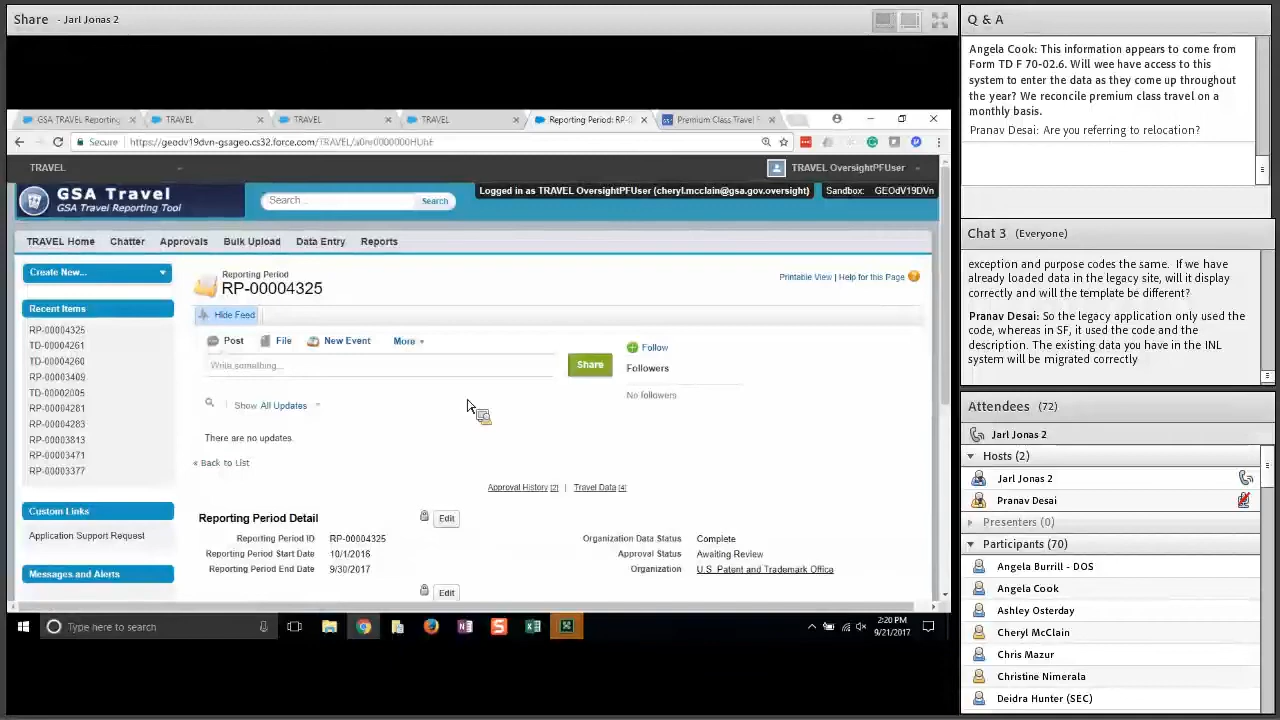 Share - Jarl Jonas 2
GSA Travel Reporting
TRAVEL
TRAVEL
TRAVEL
Reporting Period: RP-0
Premium Class Travel
Secure
https://geodv19dvn-gsageo.cs32.force.com/TRAVEL/
TRAVEL
TRAVEL OversightPFUser
GSA Travel
GSA Travel Reporting Tool
Search...
Search
Logged in as TRAVEL OversightPFUser (cheryl.mcclain@gsa.gov.oversight)
Sandbox: GEOdV19DVn
TRAVEL Home Chatter Approvals Bulk Upload Data Entry Reports
Create New...
Recent Items
RP-00004325
TD-00004261
TD-00004260
RP-00003409
TD-00002005
RP-00004281
RP-00004283
RP-00003813
RP-00003471
RP-00003377
Custom Links
Application Support Request
Messages and Alerts
Reporting Period
RP-00004325
Printable View | Help for this Page
Hide Feed
Post File New Event More
Write something...
Share
Follow
Followers
No followers
Show All Updates
There are no updates.
« Back to List
Approval History [2] | Travel Data [4]
Reporting Period Detail
Edit
Reporting Period ID RP-00004325
Reporting Period Start Date 10/1/2016
Reporting Period End Date 9/30/2017
Organization Data Status Complete
Approval Status Awaiting Review
Organization U.S. Patent and Trademark Office
Edit
Type here to search
2:20 PM
9/21/2017
Q & A
Angela Cook: This information appears to come from
Form TD F 70-02.6. Will wee have access to this
system to enter the data as they come up throughout
the year? We reconcile premium class travel on a
monthly basis.
Pranav Desai: Are you referring to relocation?
Chat 3 (Everyone)
exception and purpose codes the same. If we have
already loaded data in the legacy site, will it display
correctly and will the template be different?
Pranav Desai: So the legacy application only used the
code, whereas in SF, it used the code and the
description. The existing data you have in the INL
system will be migrated correctly
Attendees (72)
Jarl Jonas 2
Hosts (2)
Jarl Jonas 2
Pranav Desai
Presenters (0)
Participants (70)
Angela Burrill - DOS
Angela Cook
Ashley Osterday
Cheryl McClain
Chris Mazur
Christine Nimerala
Deidra Hunter (SEC)